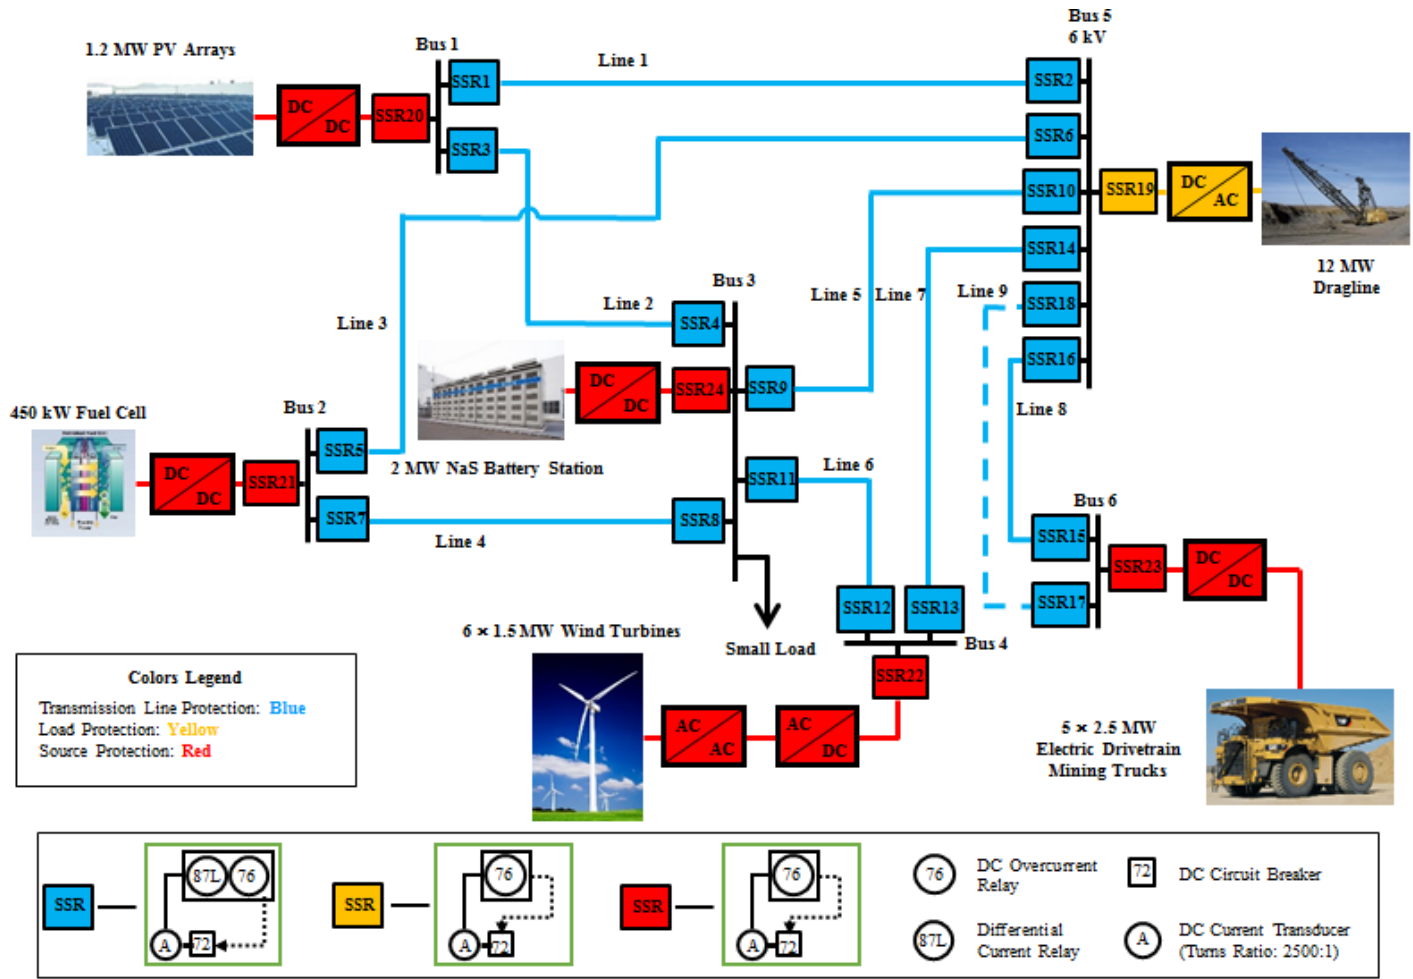 1.2 MW PV Arrays
Bus 1
Bus 5
6 kV
Line 1
DC
DC
SSR20
SSR1
SSR3
SSR2
SSR6
SSR10
SSR14
SSR18
SSR16
SSR19
DC
AC
12 MW
Dragline
Bus 3
Line 2
Line 3
Line 5
Line 7
Line 9
SSR4
DC
DC
SSR24
SSR9
2 MW NaS Battery Station
450 kW Fuel Cell
Bus 2
DC
DC
SSR21
SSR5
SSR7
Line 4
SSR8
SSR11
Line 6
Line 8
Bus 6
SSR15
SSR17
SSR23
DC
DC
SSR12
SSR13
Bus 4
Small Load
SSR22
6 × 1.5 MW Wind Turbines
AC
AC
AC
DC
5 × 2.5 MW
Electric Drivetrain
Mining Trucks
Colors Legend
Transmission Line Protection: Blue
Load Protection: Yellow
Source Protection: Red
SSR
87L
76
A
72
SSR
76
A
72
SSR
76
A
72
76
DC Overcurrent
Relay
72
DC Circuit Breaker
87L
Differential
Current Relay
A
DC Current Transducer
(Turns Ratio: 2500:1)